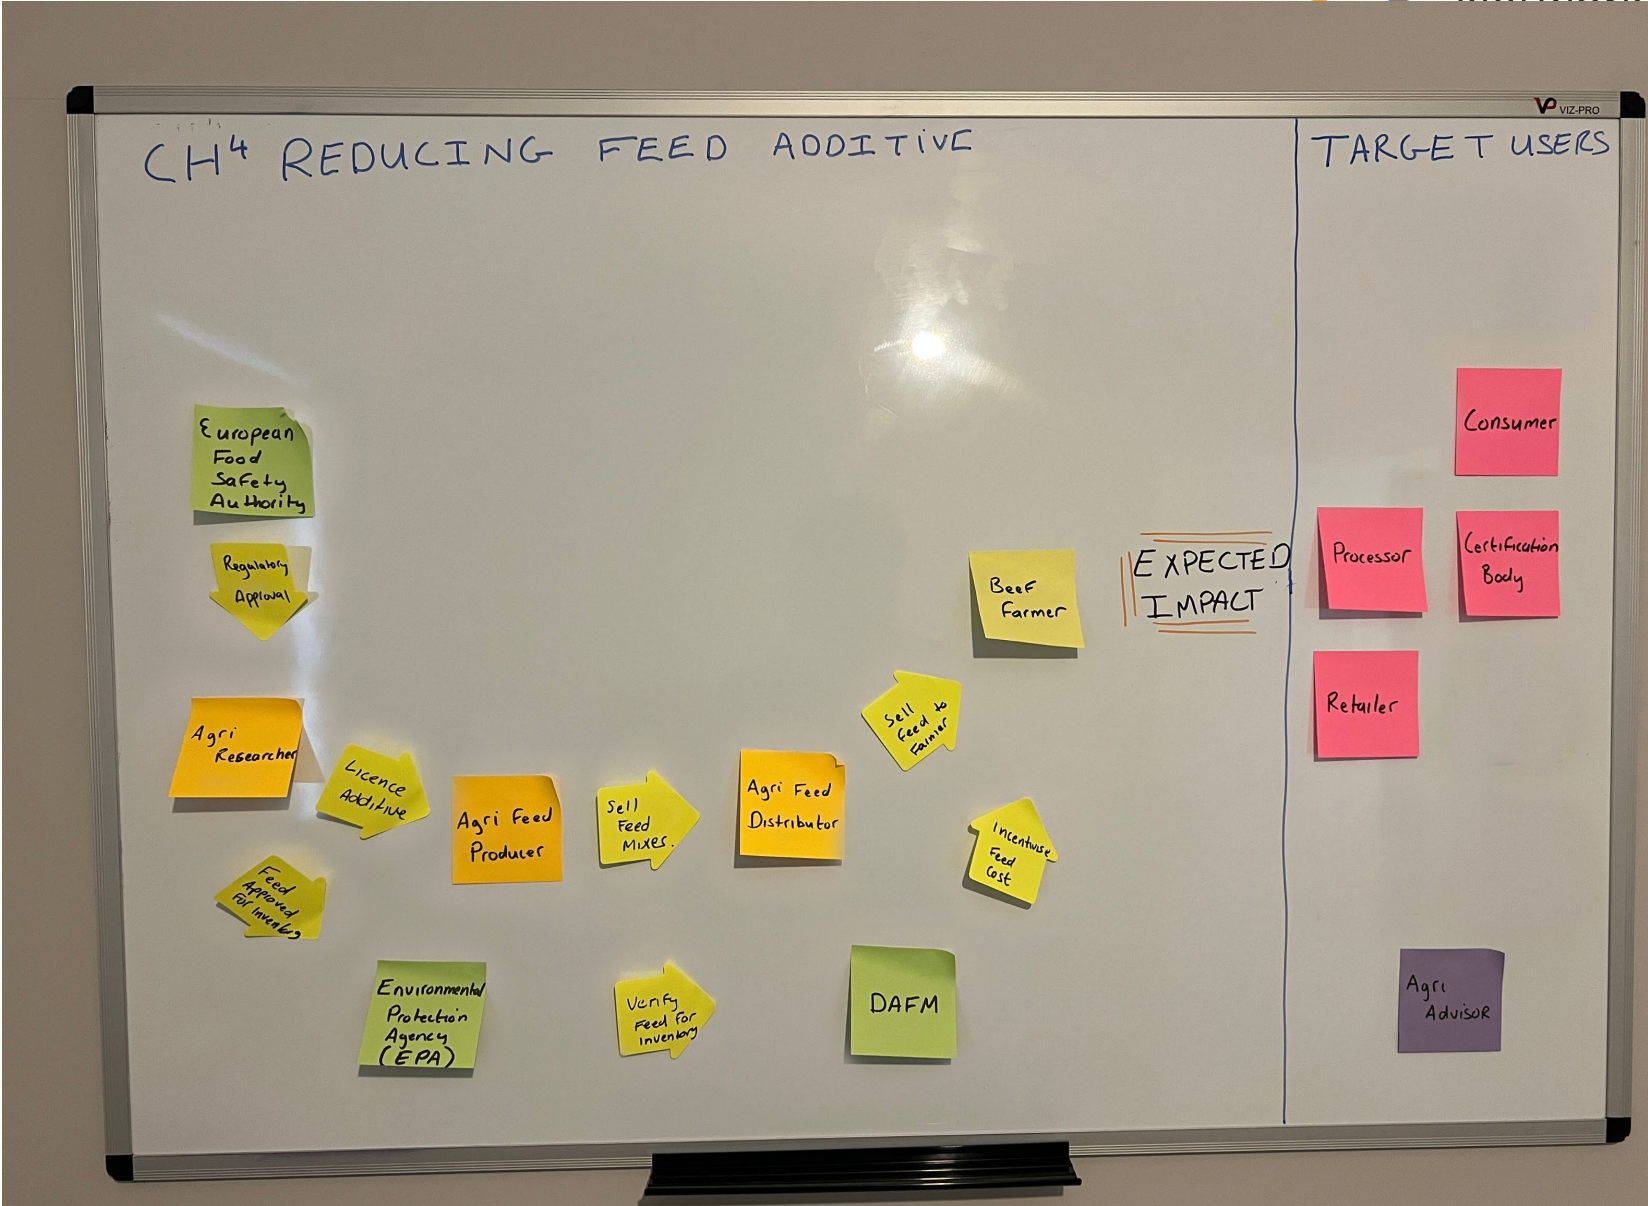 VP VIZ-PRO
CH⁴ REDUCING FEED ADDITIVE
TARGET USERS
European
Food
Safety
Authority
Regulatory
Approval
Agri
Researcher
Licence
Additive
Feed
Approved
For Inventory
Agri Feed
Producer
Environmental
Protection
Agency
(EPA)
Sell
Feed
Mixes.
Verify
Feed for
Inventory
Agri Feed
Distributor
DAFM
Sell
feed to
Farmer
Incentivise
Feed
Cost
Beef
Farmer
EXPECTED
IMPACT
Consumer
Processor
Certification
Body
Retailer
Agri
Advisor